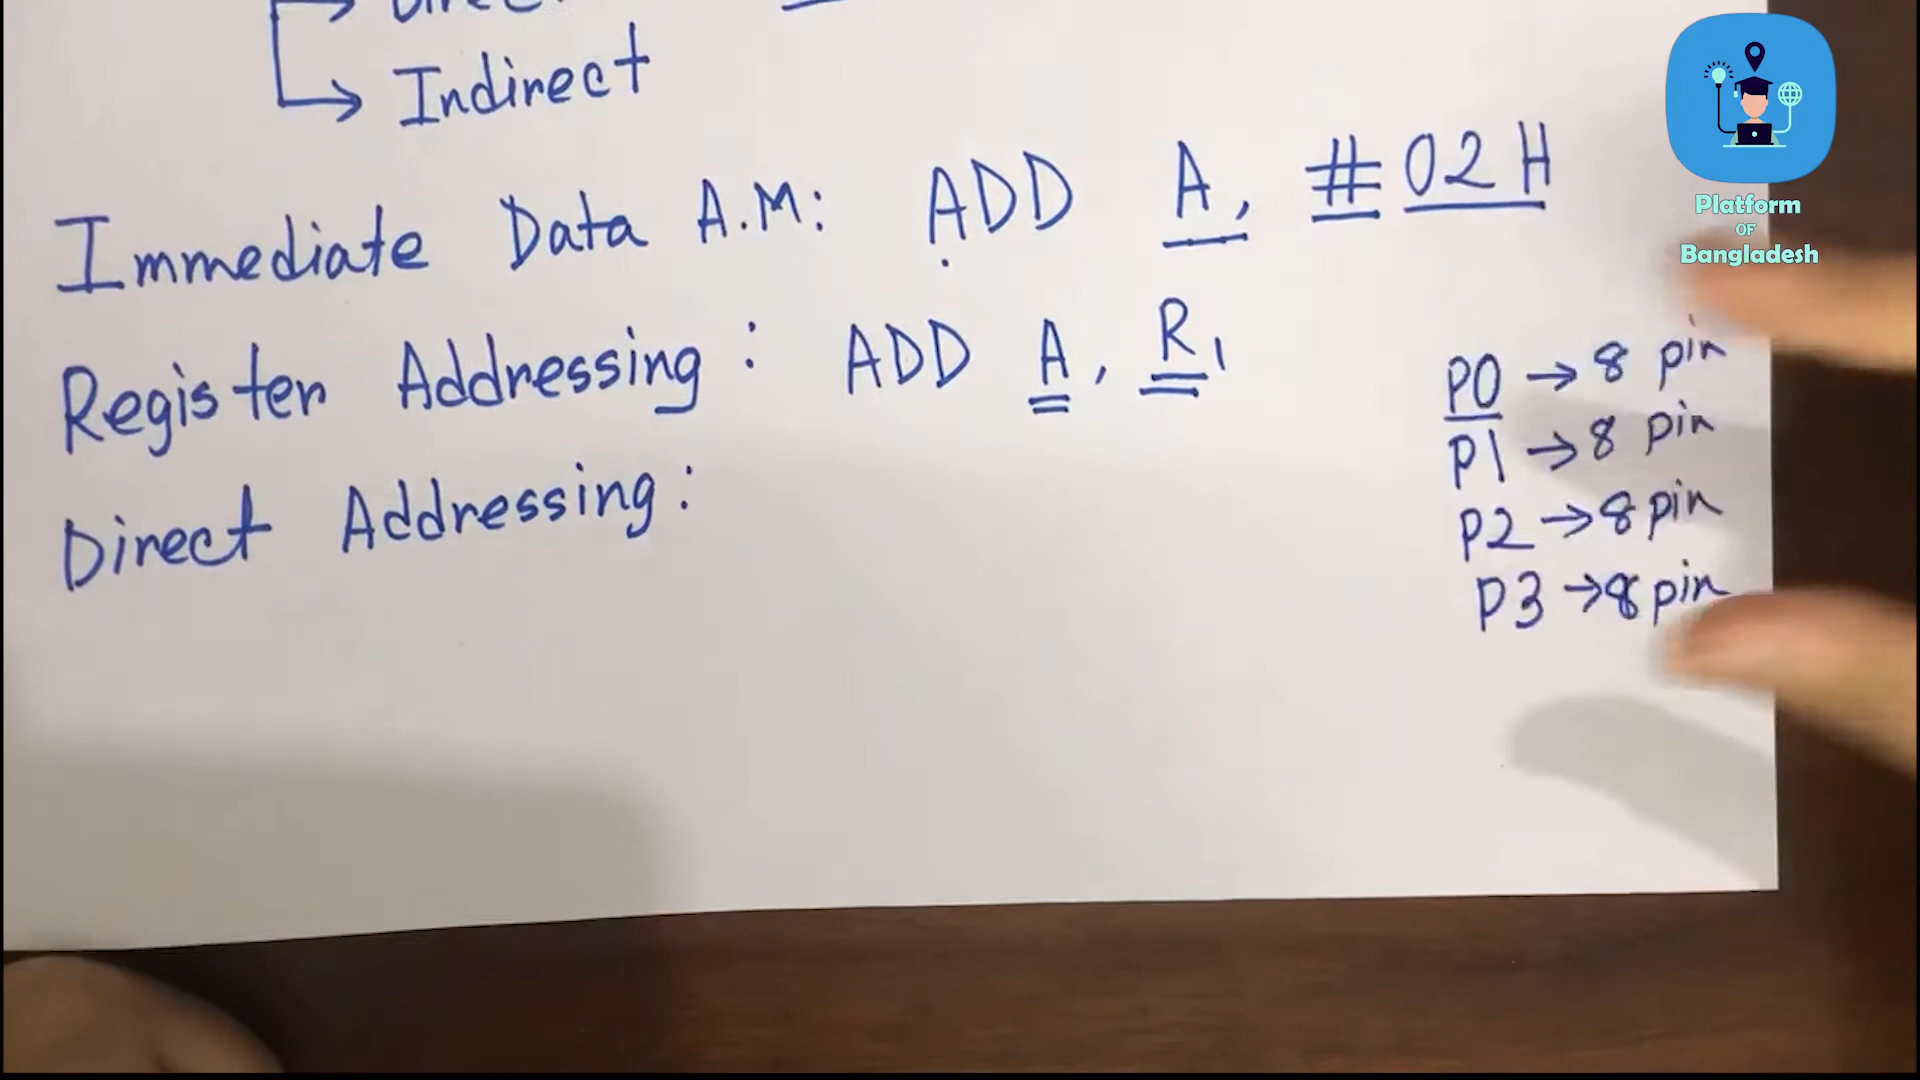 Indirect
Immediate Data A.M: ADD A, #02H
Register Addressing: ADD A, R1
Direct Addressing:
P0 → 8 pin
P1 → 8 pin
P2 → 8 pin
P3 → 8 pin
Platform
OF
Bangladesh